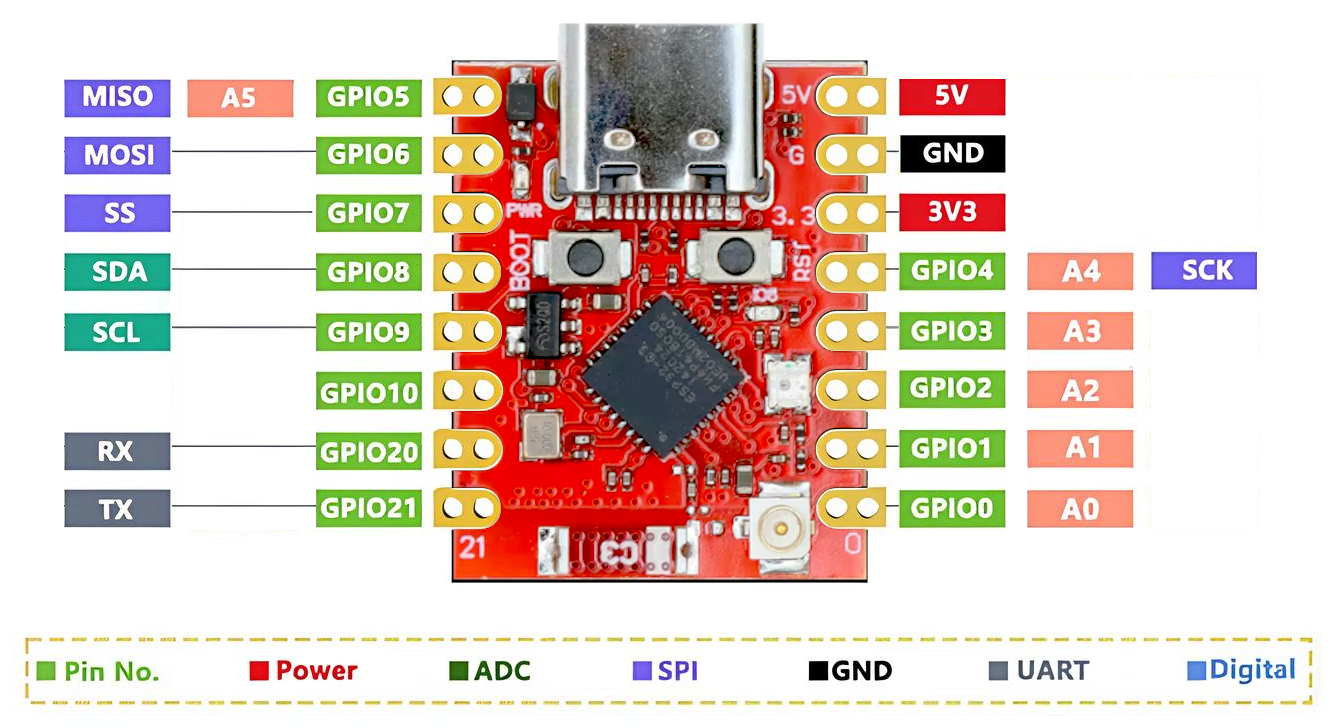 MISO A5 GPIO5 5V 5V
MOSI GPIO6 G GND
SS GPIO7 PWR 3.3 3V3
SDA GPIO8 BOOT RST GPIO4 A4 SCK
SCL GPIO9 GPIO3 A3
GPIO10 GPIO2 A2
RX GPIO20 GPIO1 A1
TX GPIO21 GPIO0 A0
21 C3 0
Pin No. Power ADC SPI GND UART Digital